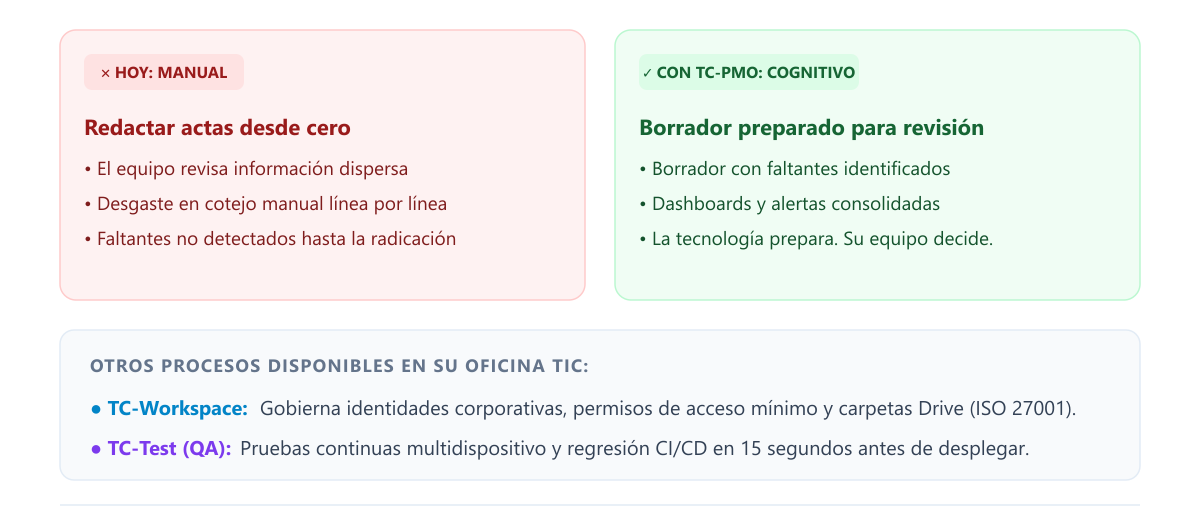 × HOY: MANUAL
Redactar actas desde cero
• El equipo revisa información dispersa
• Desgaste en cotejo manual línea por línea
• Faltantes no detectados hasta la radicación
✓ CON TC-PMO: COGNITIVO
Borrador preparado para revisión
• Borrador con faltantes identificados
• Dashboards y alertas consolidadas
• La tecnología prepara. Su equipo decide.
OTROS PROCESOS DISPONIBLES EN SU OFICINA TIC:
● TC-Workspace: Gobierna identidades corporativas, permisos de acceso mínimo y carpetas Drive (ISO 27001).
● TC-Test (QA): Pruebas continuas multidispositivo y regresión CI/CD en 15 segundos antes de desplegar.